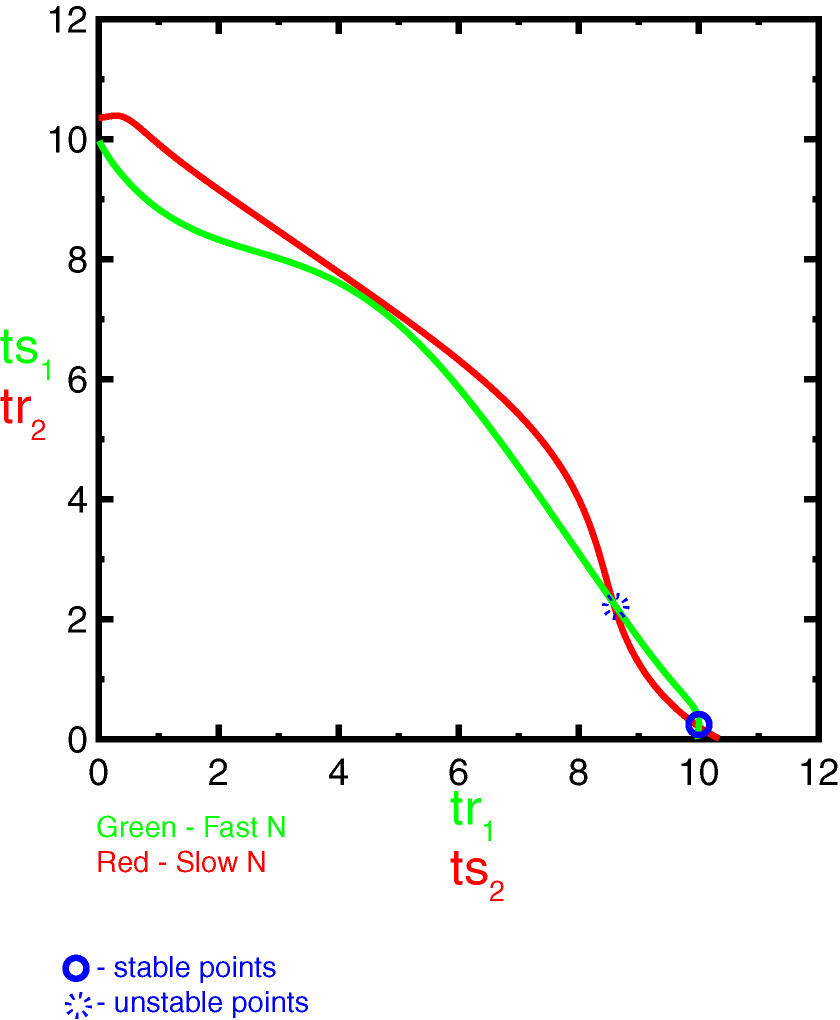 12
10
8
ts1
6
tr2
4
2
0
0 2 4 6 8 10 12
tr1
Green - Fast N
Red - Slow N
ts2
- stable points
- unstable points